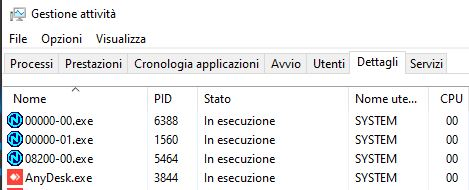 Gestione attività
File Opzioni Visualizza
Processi Prestazioni Cronologia applicazioni Avvio Utenti Dettagli Servizi
Nome PID Stato Nome ute... CPU
00000-00.exe 6388 In esecuzione SYSTEM 00
00000-01.exe 1560 In esecuzione SYSTEM 00
08200-00.exe 5464 In esecuzione SYSTEM 00
AnyDesk.exe 3844 In esecuzione SYSTEM 00